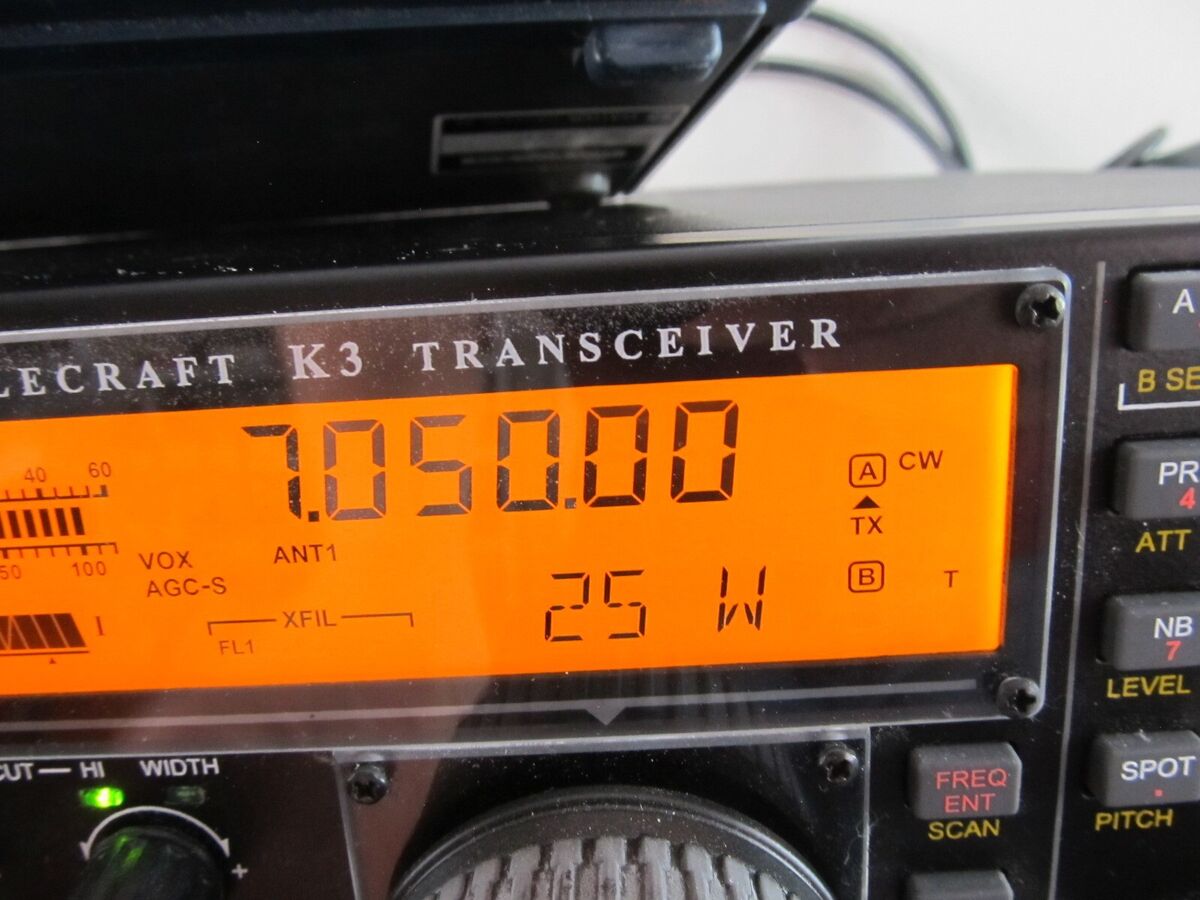 LECRAFT K3 TRANSCEIVER
A
B SE
7.050.00
40 60
A CW
PR
4
TX
ATT
50 100
VOX
ANT1
AGC-S
25 W
B T
XFIL
FL1
I
NB
7
LEVEL
CUT HI WIDTH
+
FREQ
ENT
SCAN
SPOT
PITCH